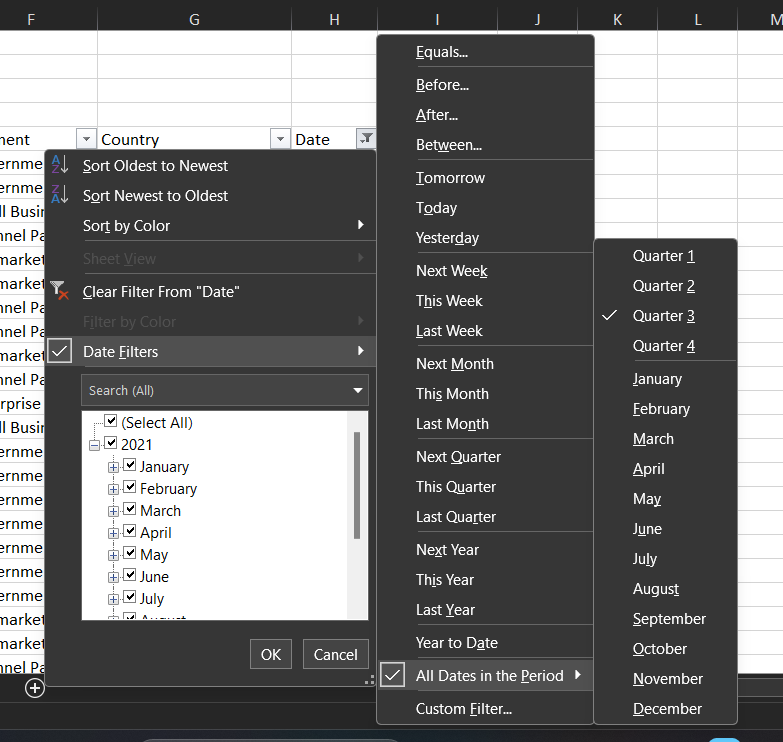 F G H I J K L M
ment Country Date
ernme
ernme
ll Busin
nnel Pa
market
market
nnel Pa
nnel Pa
market
nnel Pa
rprise
ll Busin
ernme
ernme
ernme
ernme
ernme
ernme
ernme
market
market
nnel Pa
Sort Oldest to Newest
Sort Newest to Oldest
Sort by Color
Sheet View
Clear Filter From "Date"
Filter by Color
Date Filters
Search (All)
(Select All)
2021
January
February
March
April
May
June
July
August
OK Cancel
Equals...
Before...
After...
Between...
Tomorrow
Today
Yesterday
Next Week
This Week
Last Week
Next Month
This Month
Last Month
Next Quarter
This Quarter
Last Quarter
Next Year
This Year
Last Year
Year to Date
All Dates in the Period
Custom Filter...
Quarter 1
Quarter 2
Quarter 3
Quarter 4
January
February
March
April
May
June
July
August
September
October
November
December